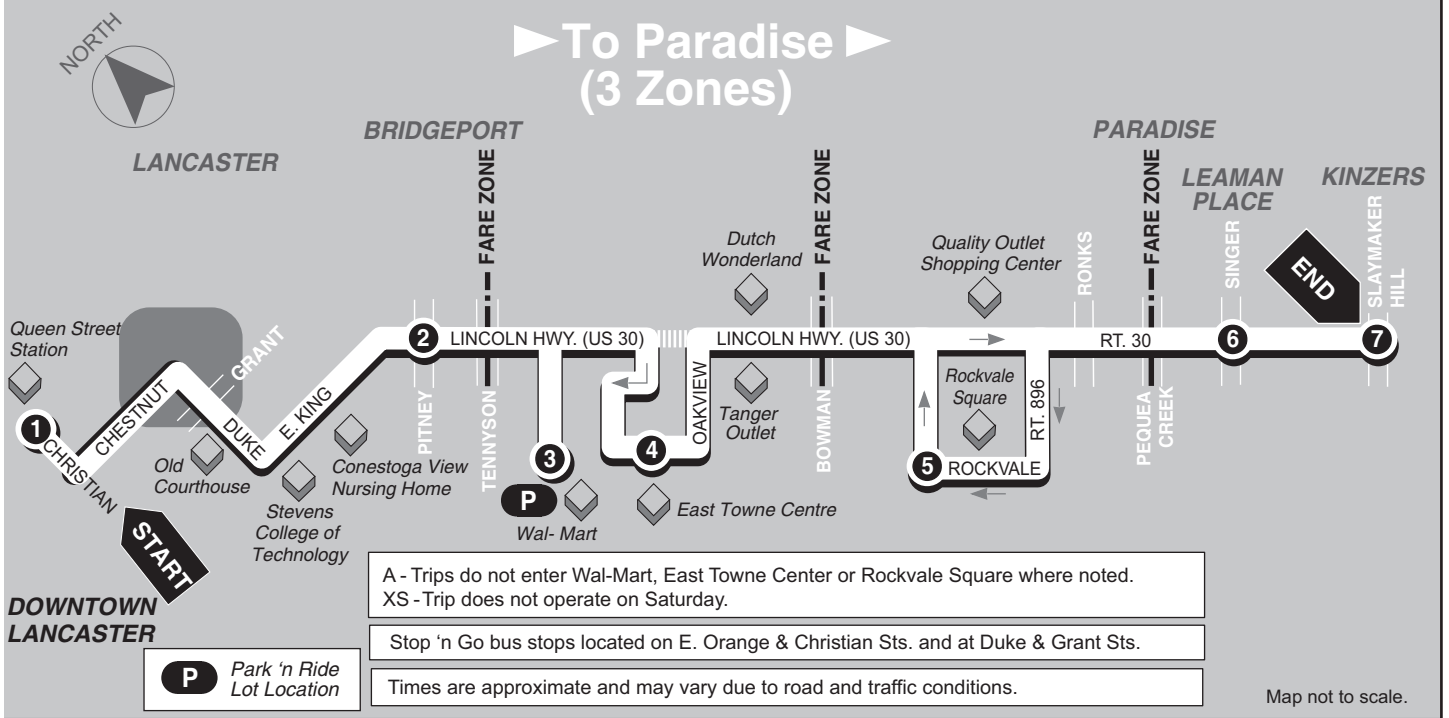 NORTH
To Paradise
(3 Zones)
LANCASTER
BRIDGEPORT
PARADISE
LEAMAN
PLACE
KINZERS
FARE ZONE
FARE ZONE
FARE ZONE
Dutch
Wonderland
Quality Outlet
Shopping Center
RONKS
SINGER
SLAYMAKER
HILL
END
Queen Street
Station
GRANT
1
CHRISTIAN
CHESTNUT
DUKE
E. KING
2
LINCOLN HWY. (US 30)
LINCOLN HWY. (US 30)
RT. 30
6
7
PITNEY
TENNYSON
3
4
OAKVIEW
Tanger
Outlet
BOWMAN
Rockvale
Square
RT. 896
5
ROCKVALE
PEQUEA
CREEK
Old
Courthouse
Stevens
College of
Technology
Conestoga View
Nursing Home
P
Wal- Mart
East Towne Centre
START
DOWNTOWN
LANCASTER
A - Trips do not enter Wal-Mart, East Towne Center or Rockvale Square where noted.
XS - Trip does not operate on Saturday.
Stop ‘n Go bus stops located on E. Orange & Christian Sts. and at Duke & Grant Sts.
P
Park ‘n Ride
Lot Location
Times are approximate and may vary due to road and traffic conditions.
Map not to scale.